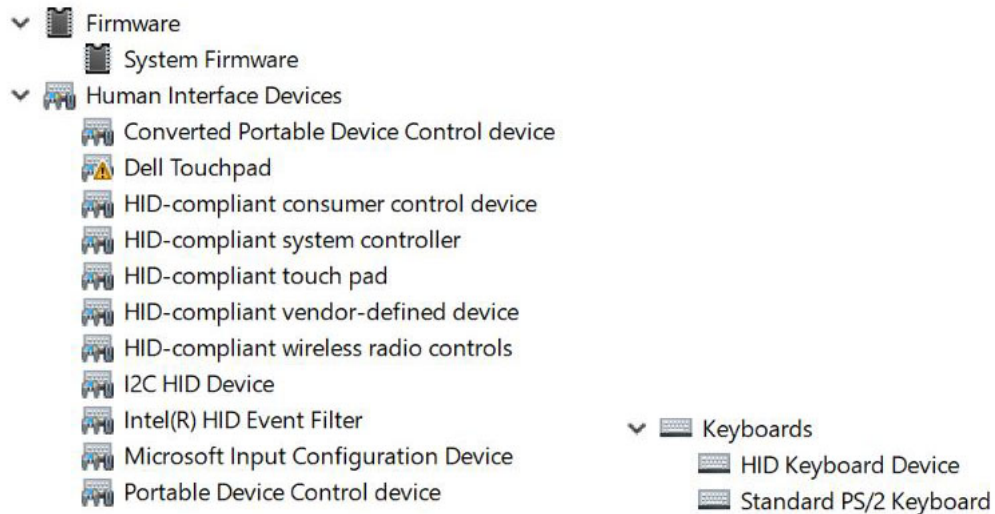 Firmware
System Firmware
Human Interface Devices
Converted Portable Device Control device
Dell Touchpad
HID-compliant consumer control device
HID-compliant system controller
HID-compliant touch pad
HID-compliant vendor-defined device
HID-compliant wireless radio controls
I2C HID Device
Intel(R) HID Event Filter
Microsoft Input Configuration Device
Portable Device Control device
Keyboards
HID Keyboard Device
Standard PS/2 Keyboard